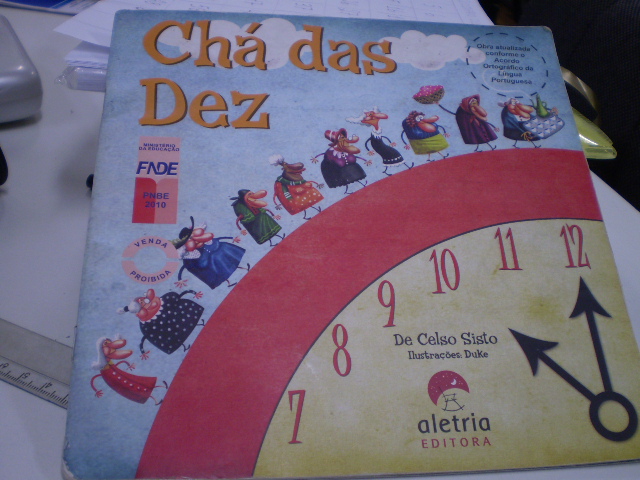 Chá das
Dez
Obra atualizada
conforme o
Acordo
Ortográfico da
Língua
Portuguesa
MINISTÉRIO
DA EDUCAÇÃO
FNDE
PNBE
2010
VENDA
PROIBIDA
12
11
10
9
8
7
De Celso Sisto
Ilustrações: Duke
aletria
EDITORA